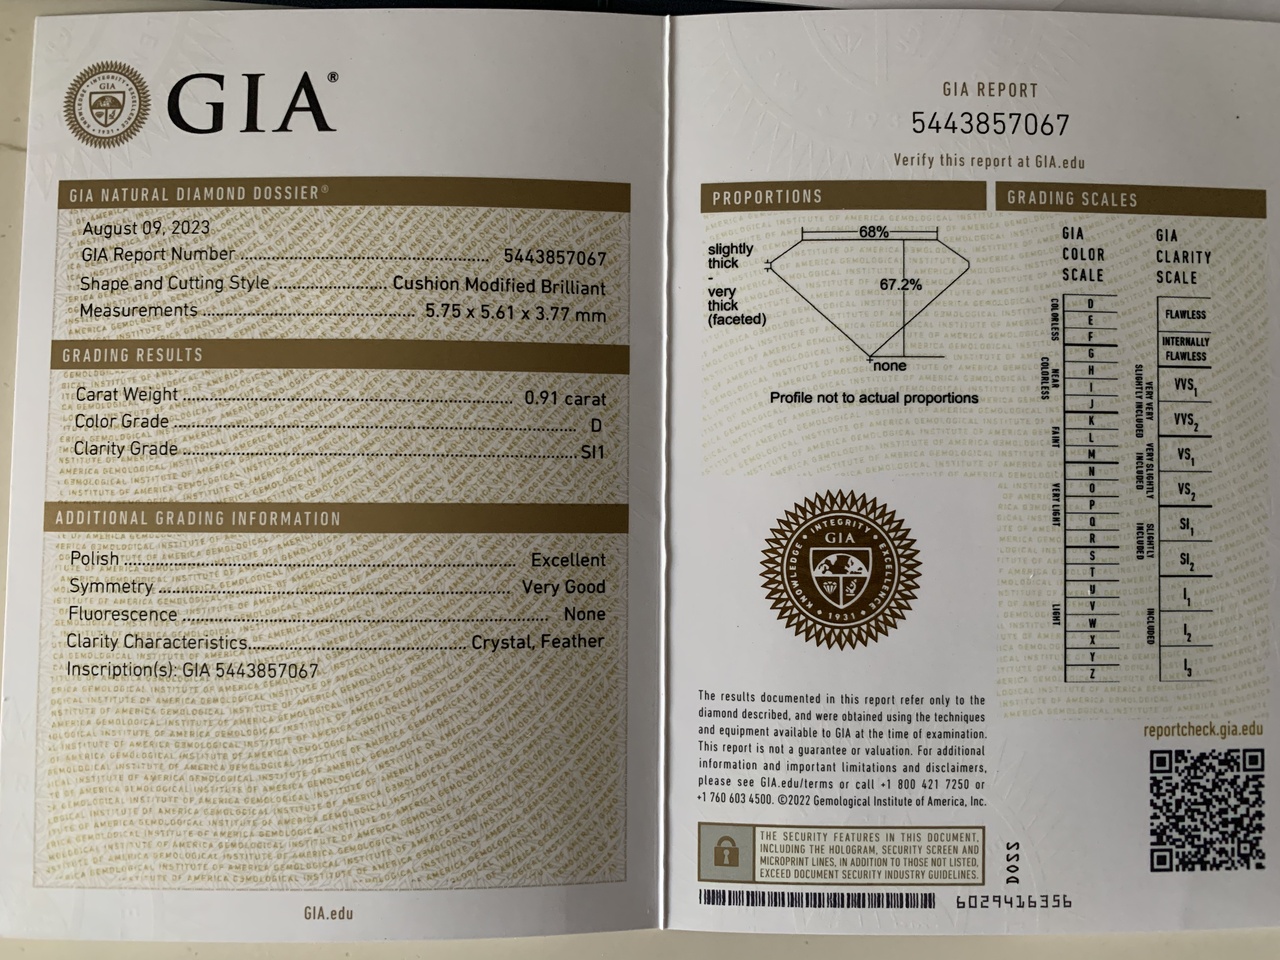 GIA®
GIA NATURAL DIAMOND DOSSIER®
August 09, 2023
GIA Report Number 5443857067
Shape and Cutting Style Cushion Modified Brilliant
Measurements 5.75 x 5.61 x 3.77 mm
GRADING RESULTS
Carat Weight 0.91 carat
Color Grade D
Clarity Grade SI1
ADDITIONAL GRADING INFORMATION
Polish Excellent
Symmetry Very Good
Fluorescence None
Clarity Characteristics Crystal, Feather
Inscription(s): GIA 5443857067
GIA.edu
GIA REPORT
5443857067
Verify this report at GIA.edu
PROPORTIONS
68%
slightly
thick
-
very
thick
(faceted)
67.2%
none
Profile not to actual proportions
INTEGRITY
KNOWLEDGE
EXCELLENCE
GIA
1931
The results documented in this report refer only to the
diamond described, and were obtained using the techniques
and equipment available to GIA at the time of examination.
This report is not a guarantee or valuation. For additional
information and important limitations and disclaimers,
please see GIA.edu/terms or call +1 800 421 7250 or
+1 760 603 4500. ©2022 Gemological Institute of America, Inc.
THE SECURITY FEATURES IN THIS DOCUMENT,
INCLUDING THE HOLOGRAM, SECURITY SCREEN AND
MICROPRINT LINES, IN ADDITION TO THOSE NOT LISTED,
EXCEED DOCUMENT SECURITY INDUSTRY GUIDELINES.
DOSS
6029416356
GRADING SCALES
GIA
COLOR
SCALE
COLORLESS
D
E
F
NEAR
COLORLESS
G
H
I
J
FAINT
K
L
M
VERY LIGHT
N
O
P
Q
R
LIGHT
S
T
U
V
W
X
Y
Z
GIA
CLARITY
SCALE
FLAWLESS
INTERNALLY
FLAWLESS
VERY VERY
SLIGHTLY INCLUDED
VVS1
VVS2
VERY SLIGHTLY
INCLUDED
VS1
VS2
SLIGHTLY
INCLUDED
SI1
SI2
INCLUDED
I1
I2
I3
reportcheck.gia.edu